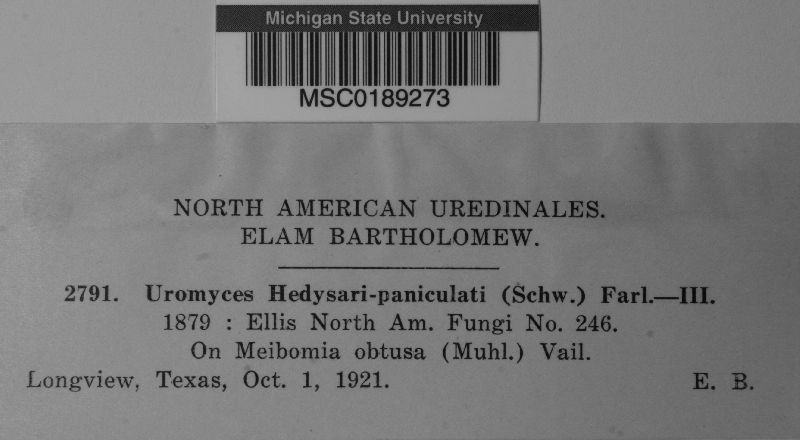 Michigan State University
MSC0189273
NORTH AMERICAN UREDINALES.
ELAM BARTHOLOMEW.
2791. Uromyces Hedysari-paniculati (Schw.) Farl.—III.
1879 : Ellis North Am. Fungi No. 246.
On Meibomia obtusa (Muhl.) Vail.
Longview, Texas, Oct. 1, 1921. E. B.